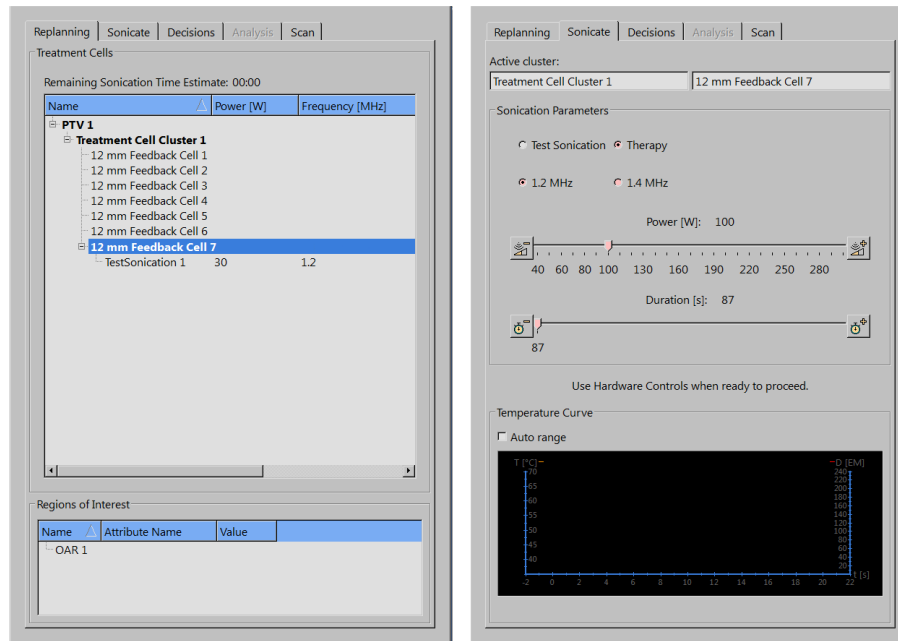 Replanning Sonicate Decisions Analysis Scan
Treatment Cells
Remaining Sonication Time Estimate: 00:00
Name Power [W] Frequency [MHz]
PTV 1
Treatment Cell Cluster 1
12 mm Feedback Cell 1
12 mm Feedback Cell 2
12 mm Feedback Cell 3
12 mm Feedback Cell 4
12 mm Feedback Cell 5
12 mm Feedback Cell 6
12 mm Feedback Cell 7
TestSonication 1 30 1.2
Regions of Interest
Name Attribute Name Value
OAR 1
Replanning Sonicate Decisions Analysis Scan
Active cluster:
Treatment Cell Cluster 1 12 mm Feedback Cell 7
Sonication Parameters
Test Sonication Therapy
1.2 MHz 1.4 MHz
Power [W]: 100
40 60 80 100 130 160 190 220 250 280
Duration [s]: 87
87
Use Hardware Controls when ready to proceed.
Temperature Curve
Auto range
T [°C] D [EM]
70 240
220
65 200
180
60 160
55 140
120
50 100
80
45 60
40 40
20
t [s]
-2 0 2 4 6 8 10 12 14 16 18 20 22